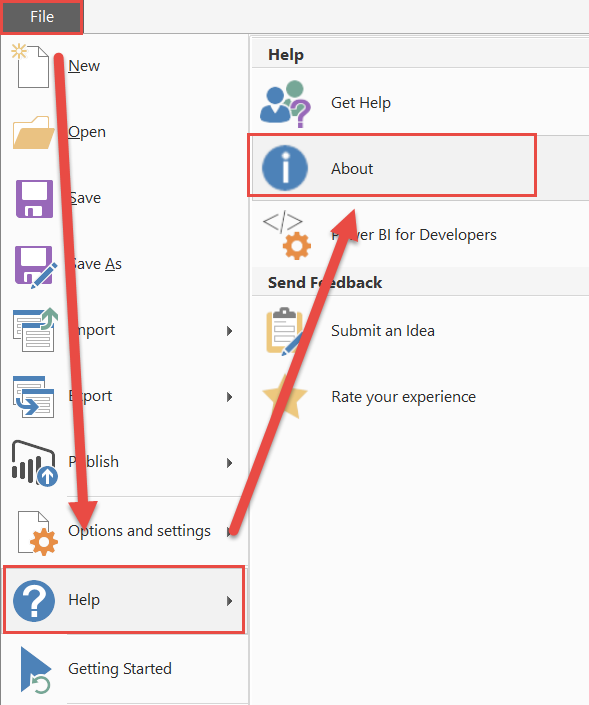 File
New
Open
Save
Save As
Import
Export
Publish
Options and settings
Help
Getting Started
Help
Get Help
About
Power BI for Developers
Send Feedback
Submit an Idea
Rate your experience